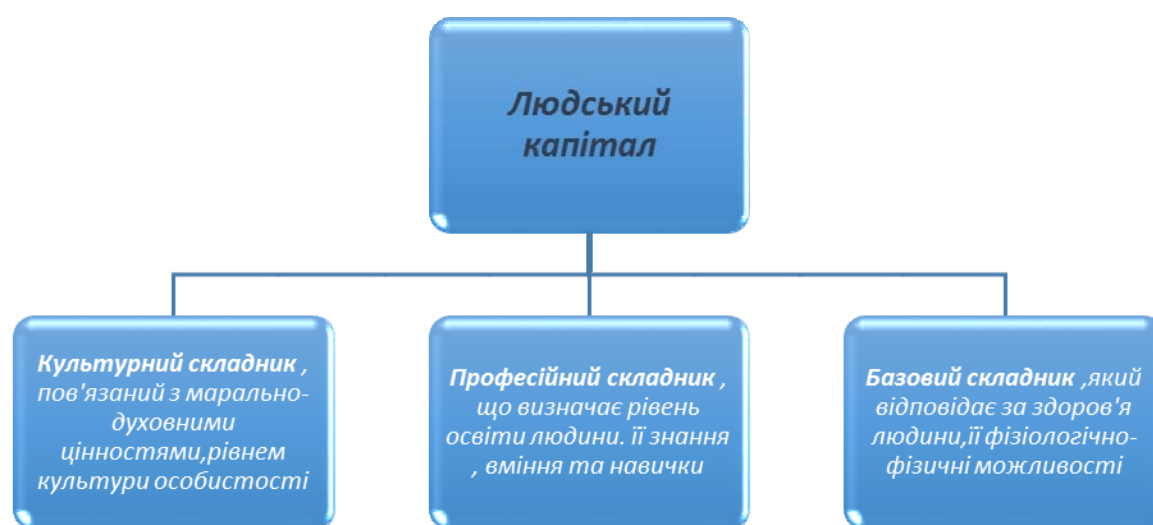 Людський
капітал
Культурний складник ,
пов'язаний з марально-
духовними
цінностями,рівнем
культури особистості
Професійний складник ,
що визначає рівень
освіти людини. її знання
, вміння та навички
Базовий складник ,який
відповідає за здоров'я
людини,її фізіологічно-
фізичні можливості